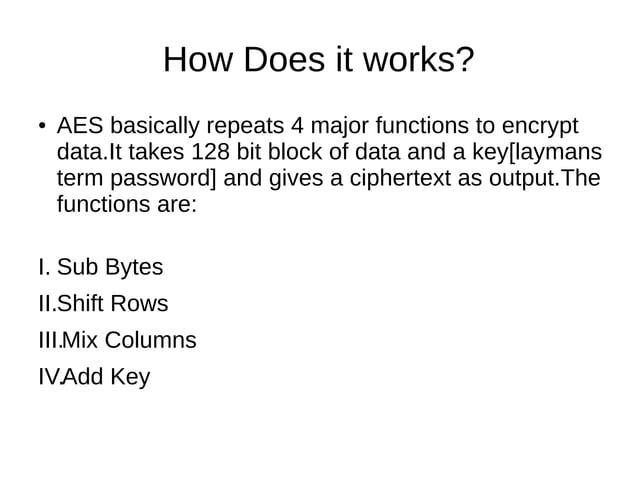 How Does it works?
• AES basically repeats 4 major functions to encrypt
data.It takes 128 bit block of data and a key[laymans
term password] and gives a ciphertext as output.The
functions are:
I. Sub Bytes
II.Shift Rows
III.Mix Columns
IV.Add Key